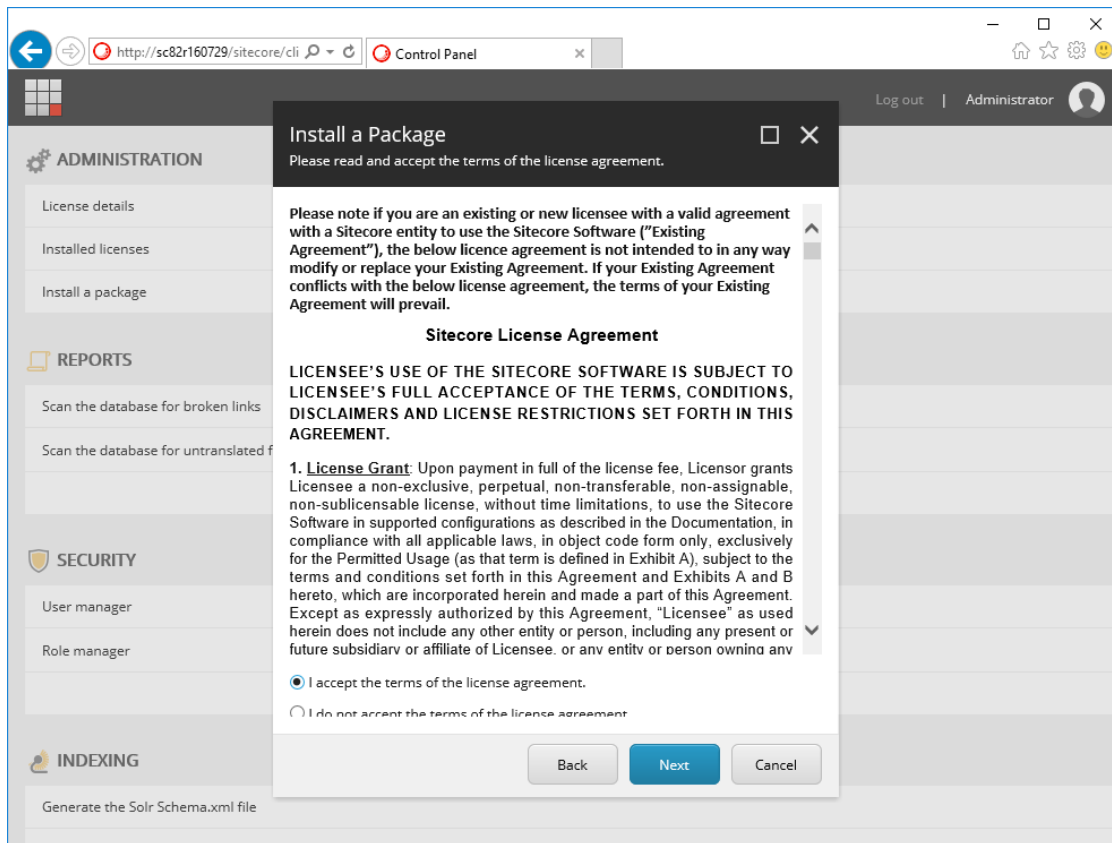 http://sc82r160729/sitecore/cli
Control Panel
Log out | Administrator
Install a Package
Please read and accept the terms of the license agreement.
ADMINISTRATION
License details
Installed licenses
Install a package
REPORTS
Scan the database for broken links
Scan the database for untranslated f
SECURITY
User manager
Role manager
INDEXING
Generate the Solr Schema.xml file
Please note if you are an existing or new licensee with a valid agreement
with a Sitecore entity to use the Sitecore Software ("Existing
Agreement"), the below licence agreement is not intended to in any way
modify or replace your Existing Agreement. If your Existing Agreement
conflicts with the below license agreement, the terms of your Existing
Agreement will prevail.
Sitecore License Agreement
LICENSEE'S USE OF THE SITECORE SOFTWARE IS SUBJECT TO
LICENSEE'S FULL ACCEPTANCE OF THE TERMS, CONDITIONS,
DISCLAIMERS AND LICENSE RESTRICTIONS SET FORTH IN THIS
AGREEMENT.
1. License Grant: Upon payment in full of the license fee, Licensor grants
Licensee a non-exclusive, perpetual, non-transferable, non-assignable,
non-sublicensable license, without time limitations, to use the Sitecore
Software in supported configurations as described in the Documentation, in
compliance with all applicable laws, in object code form only, exclusively
for the Permitted Usage (as that term is defined in Exhibit A), subject to the
terms and conditions set forth in this Agreement and Exhibits A and B
hereto, which are incorporated herein and made a part of this Agreement.
Except as expressly authorized by this Agreement, "Licensee" as used
herein does not include any other entity or person, including any present or
future subsidiary or affiliate of Licensee, or any entity or person owning any
I accept the terms of the license agreement.
I do not accept the terms of the license agreement
Back
Next
Cancel